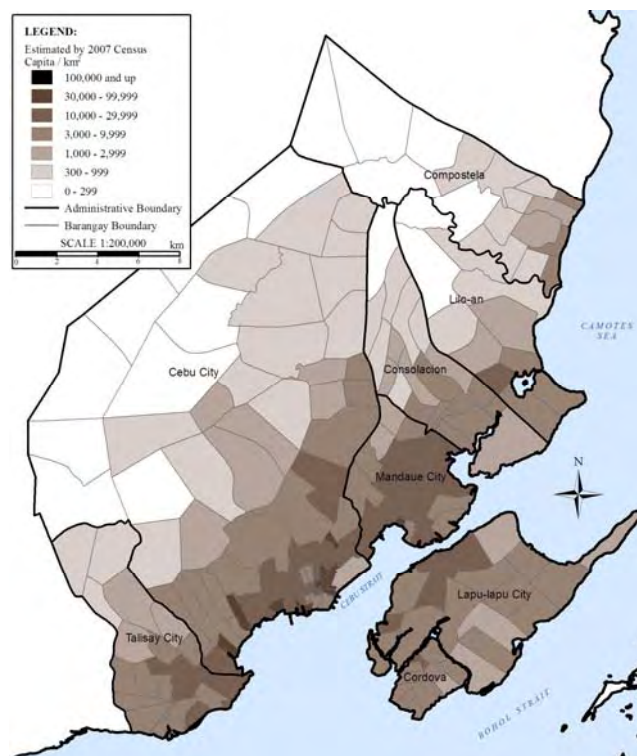 LEGEND:
Estimated by 2007 Census
Capita / km²
100,000 and up
30,000 - 99,999
10,000 - 29,999
3,000 - 9,999
1,000 - 2,999
300 - 999
0 - 299
Administrative Boundary
Barangay Boundary
SCALE 1:200,000 km
0 2 4 6 8
Compostela
Lilo-an
CAMOTES
SEA
Cebu City
Consolacion
Mandaue City
N
CEBU STRAIT
Lapu-lapu City
Talisay City
Cordova
BOHOL STRAIT